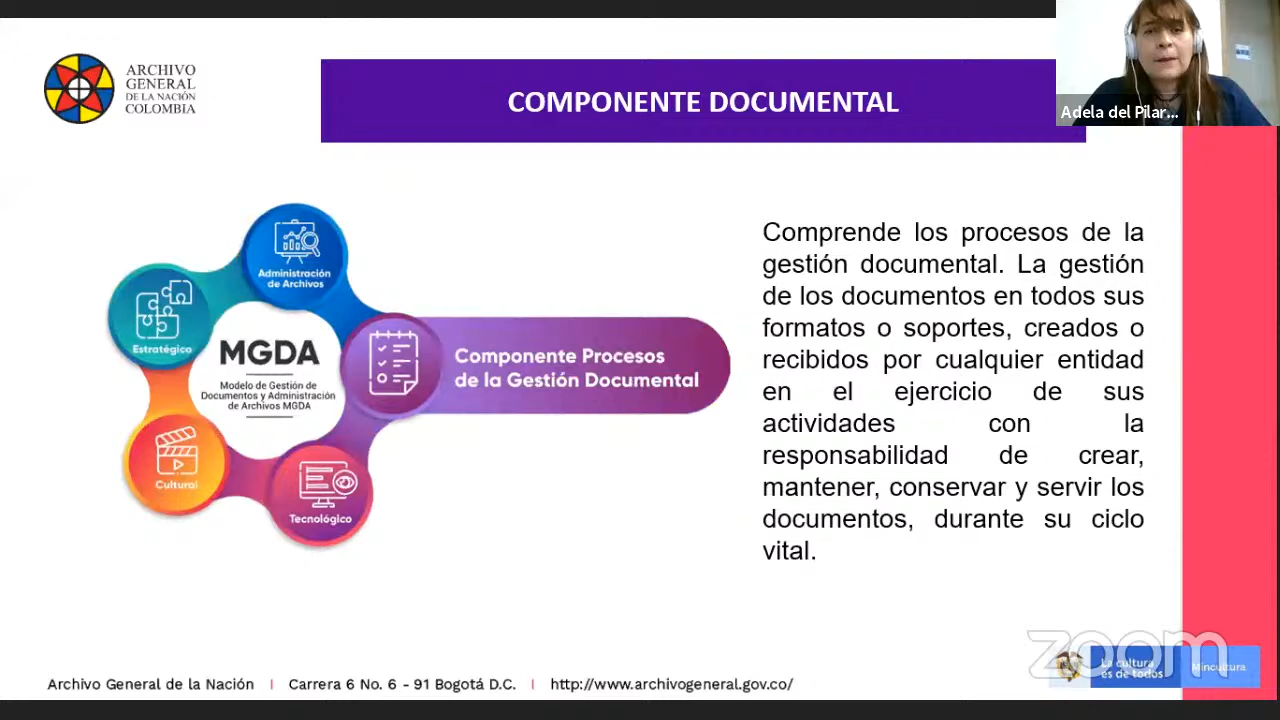 ARCHIVO
GENERAL
DE LA NACIÓN
COLOMBIA
COMPONENTE DOCUMENTAL
Adela del Pilar...
Administración
de Archivos
Estratégico
MGDA
Modelo de Gestión de
Documentos y Administración
de Archivos MGDA
Componente Procesos
de la Gestión Documental
Cultural
Tecnológico
Comprende los procesos de la
gestión documental. La gestión
de los documentos en todos sus
formatos o soportes, creados o
recibidos por cualquier entidad
en el ejercicio de sus
actividades con la
responsabilidad de crear,
mantener, conservar y servir los
documentos, durante su ciclo
vital.
zoom
La cultura
es de todos
Mincultura
Archivo General de la Nación | Carrera 6 No. 6 - 91 Bogotá D.C. | http://www.archivogeneral.gov.co/